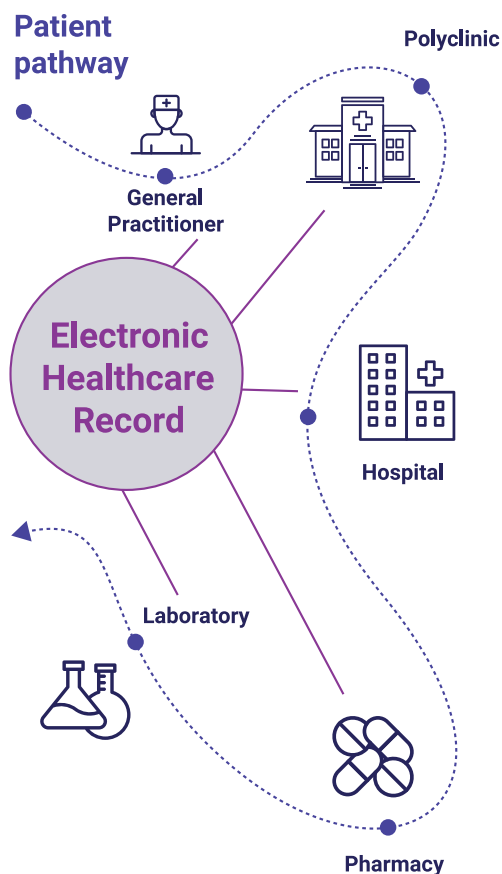 Patient
pathway
Polyclinic
General
Practitioner
Electronic
Healthcare
Record
Hospital
Laboratory
Pharmacy